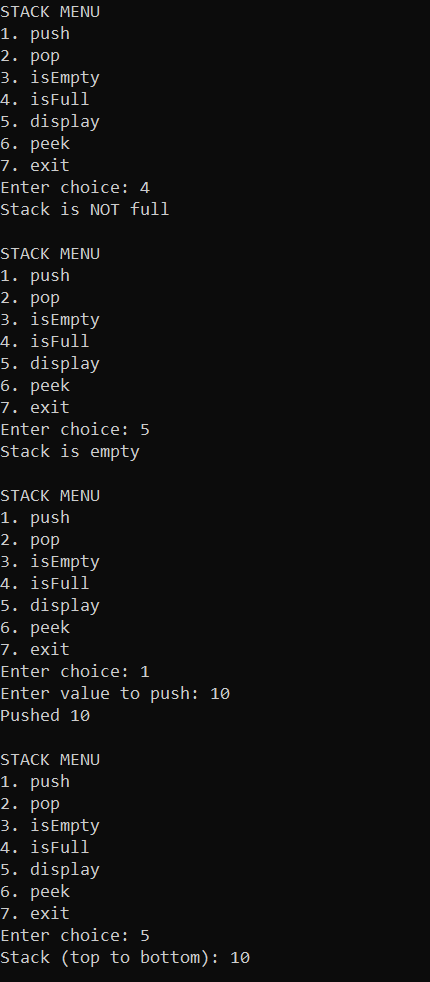 STACK MENU
1. push
2. pop
3. isEmpty
4. isFull
5. display
6. peek
7. exit
Enter choice: 4
Stack is NOT full
STACK MENU
1. push
2. pop
3. isEmpty
4. isFull
5. display
6. peek
7. exit
Enter choice: 5
Stack is empty
STACK MENU
1. push
2. pop
3. isEmpty
4. isFull
5. display
6. peek
7. exit
Enter choice: 1
Enter value to push: 10
Pushed 10
STACK MENU
1. push
2. pop
3. isEmpty
4. isFull
5. display
6. peek
7. exit
Enter choice: 5
Stack (top to bottom): 10